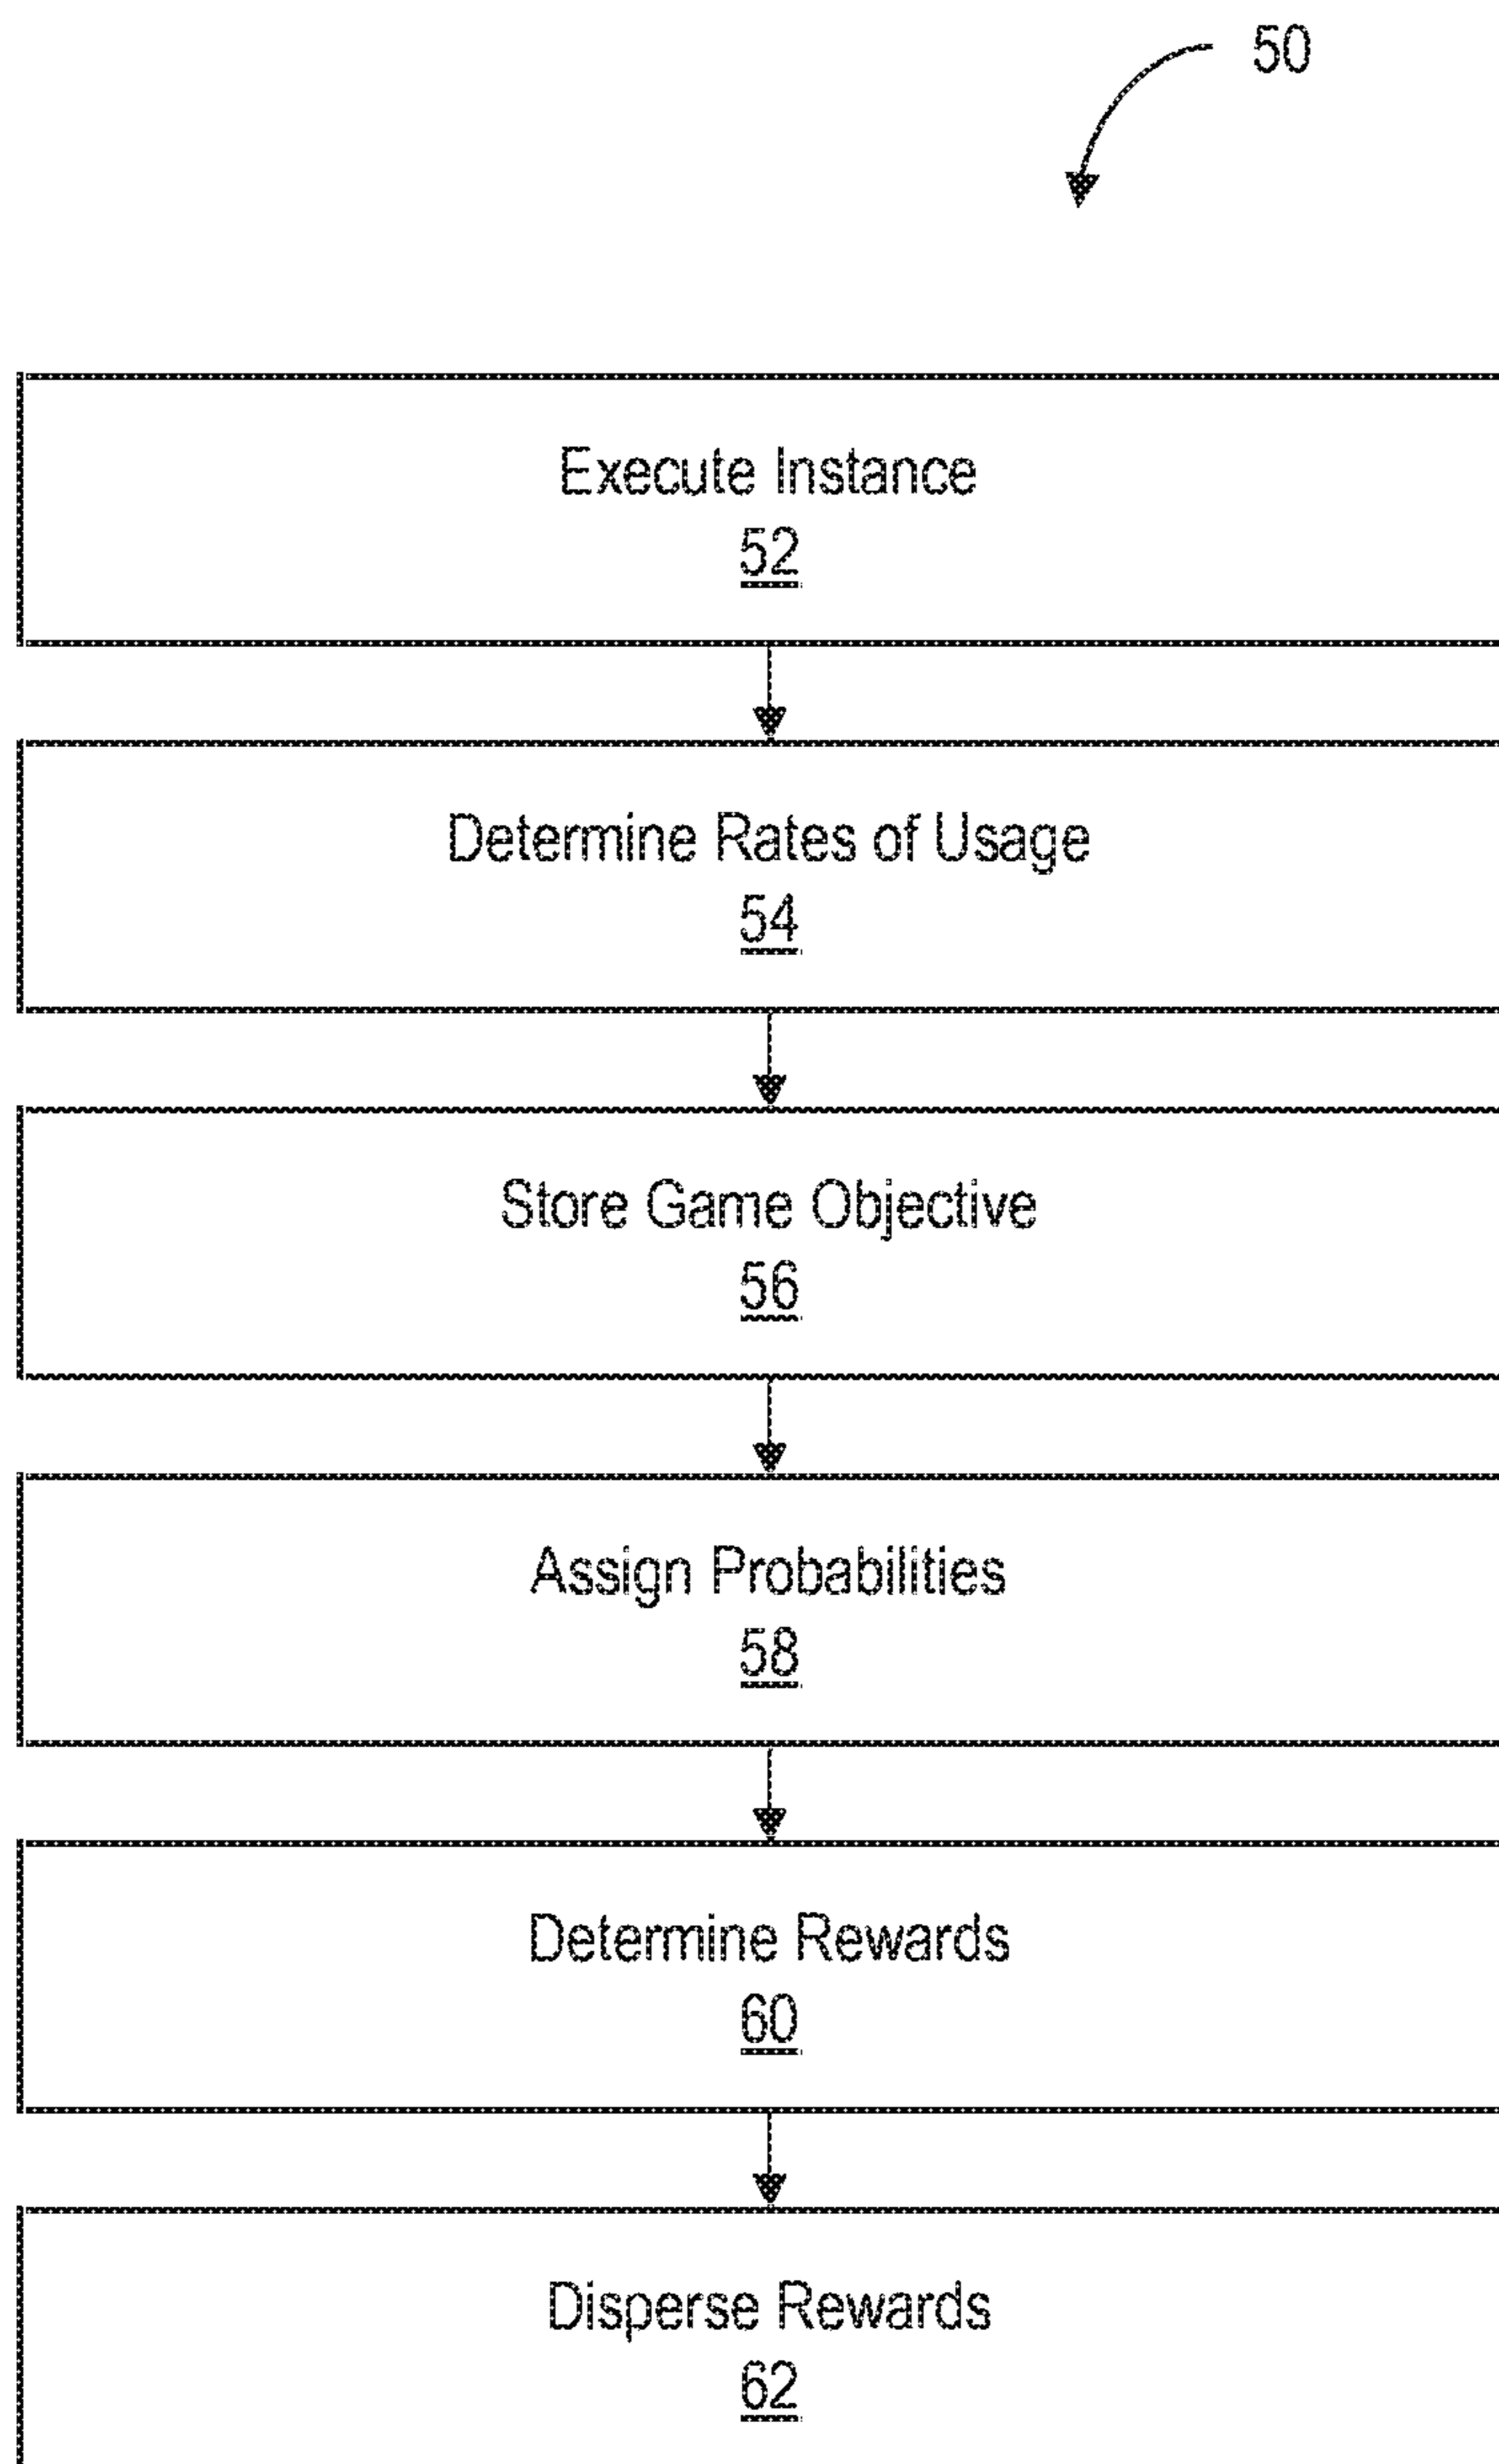 50
Execute Instance
52
Determine Rates of Usage
54
Store Game Objective
56
Assign Probabilities
58
Determine Rewards
60
Disperse Rewards
62